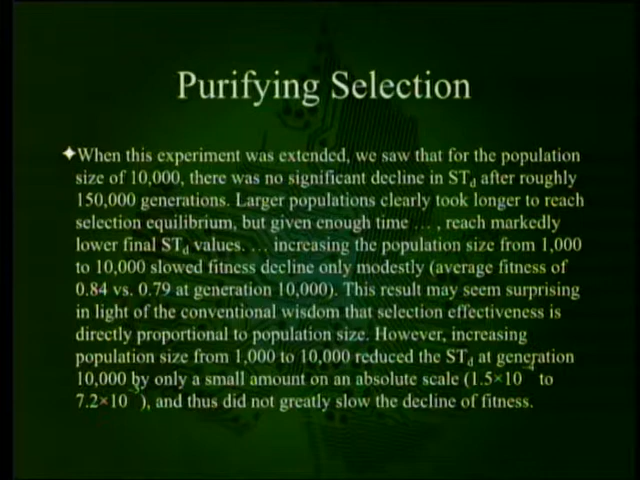 Purifying Selection
✦When this experiment was extended, we saw that for the population
size of 10,000, there was no significant decline in STd after roughly
150,000 generations. Larger populations clearly took longer to reach
selection equilibrium, but given enough time … , reach markedly
lower final STd values. … increasing the population size from 1,000
to 10,000 slowed fitness decline only modestly (average fitness of
0.84 vs. 0.79 at generation 10,000). This result may seem surprising
in light of the conventional wisdom that selection effectiveness is
directly proportional to population size. However, increasing
population size from 1,000 to 10,000 reduced the STd at generation
10,000 by only a small amount on an absolute scale (1.5×10⁻⁴ to
7.2×10⁻⁵), and thus did not greatly slow the decline of fitness.